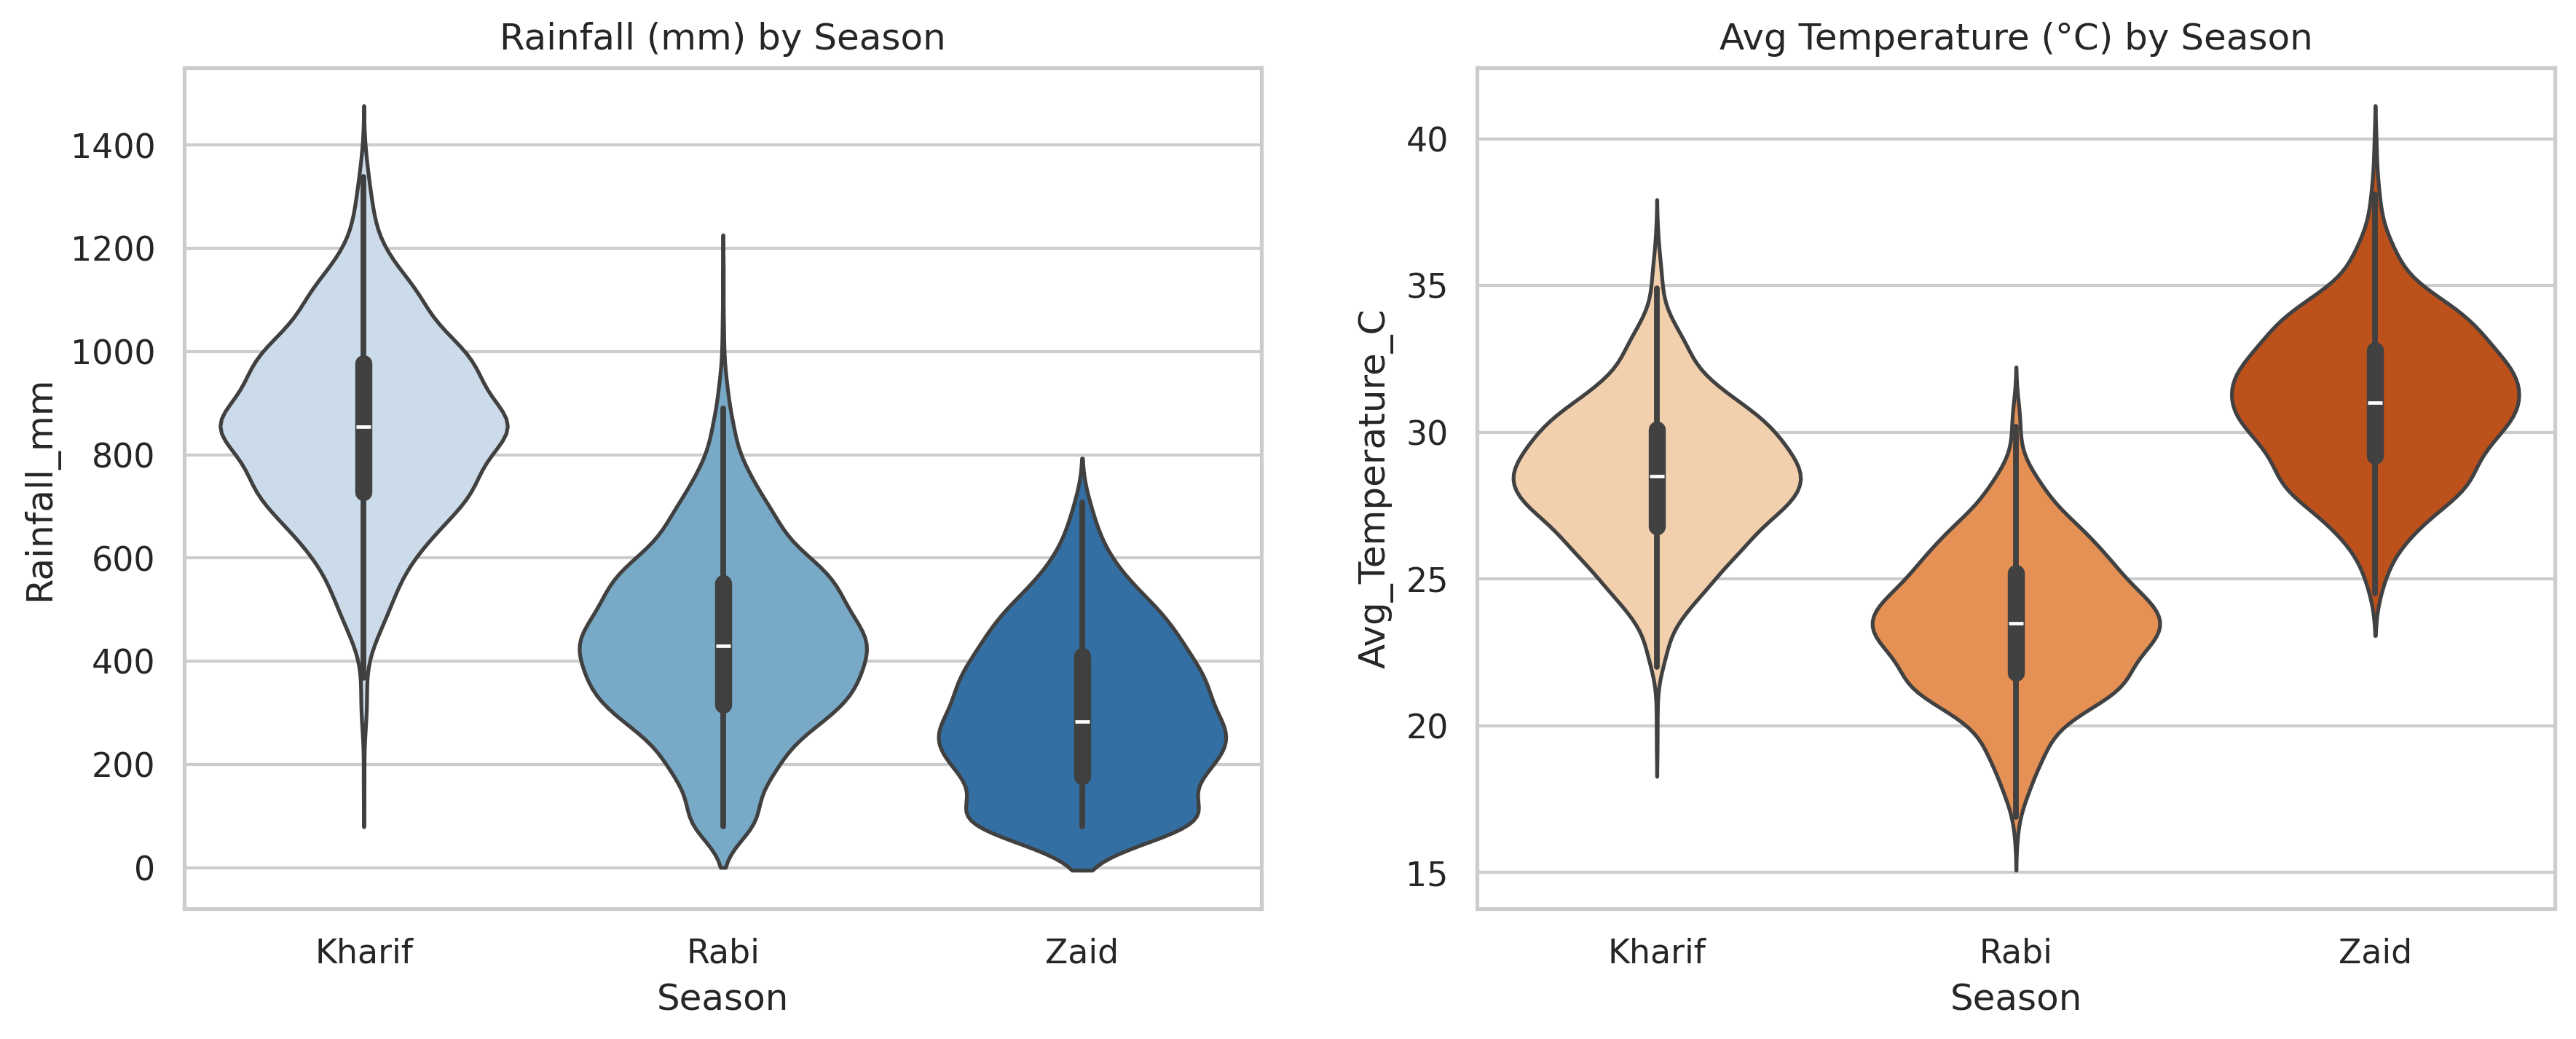 Rainfall (mm) by Season
Rainfall_mm
1400
1200
1000
800
600
400
200
0
Kharif Rabi Zaid
Season
Avg Temperature (°C) by Season
Avg_Temperature_C
40
35
30
25
20
15
Kharif Rabi Zaid
Season